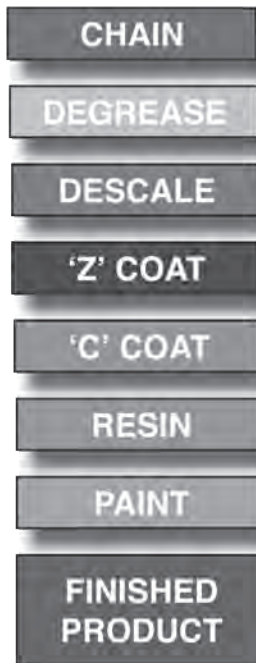 CHAIN
DEGREASE
DESCALE
‘Z’ COAT
‘C’ COAT
RESIN
PAINT
FINISHED
PRODUCT